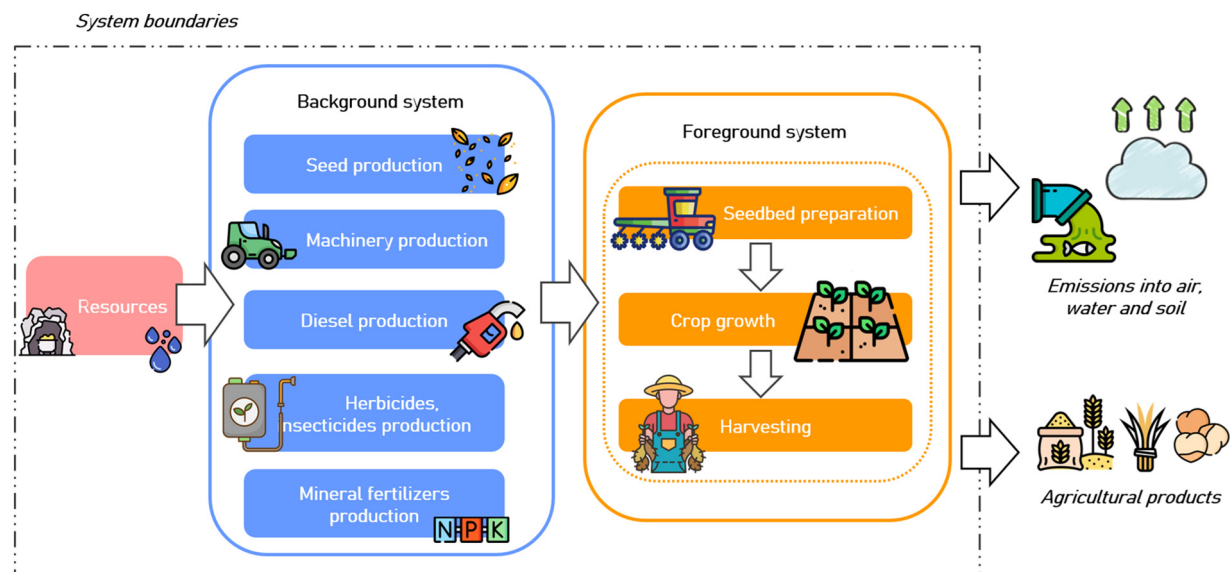 System boundaries
Background system
Seed production
Machinery production
Diesel production
Herbicides,
insecticides production
Mineral fertilizers
production
N P K
Resources
Foreground system
Seedbed preparation
Crop growth
Harvesting
Emissions into air,
water and soil
Agricultural products